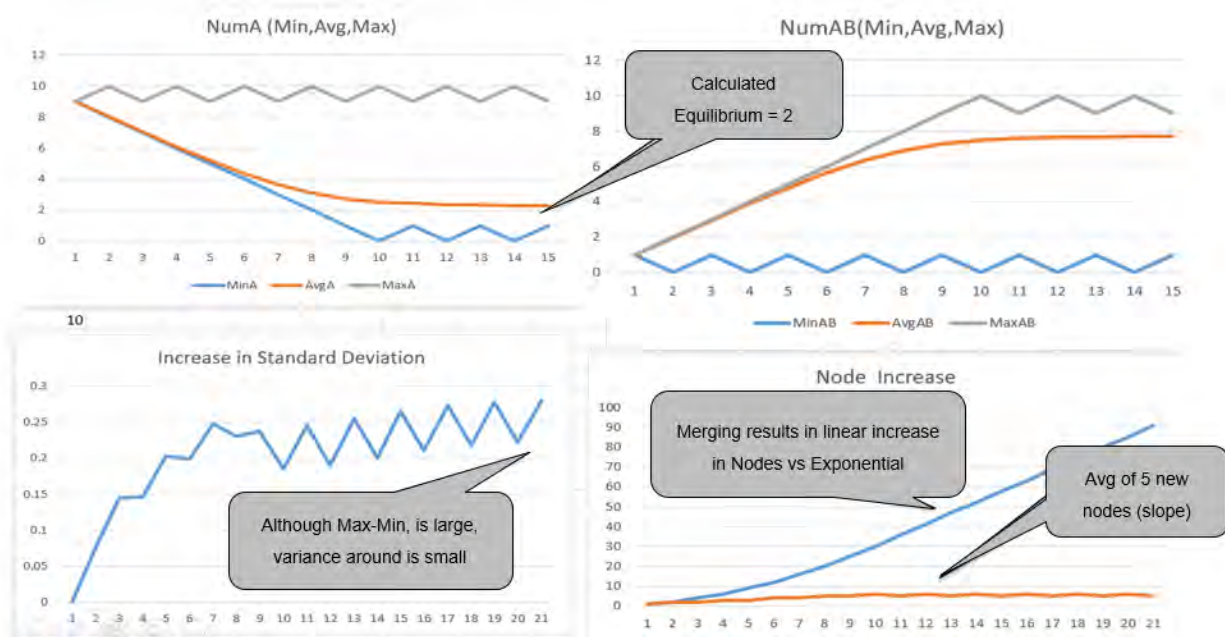 NumA (Min,Avg,Max)
12
10
8
6
4
2
0
1 2 3 4 5 6 7 8 9 10 11 12 13 14 15
MinA AvgA MaxA
Calculated
Equilibrium = 2
NumAB(Min,Avg,Max)
12
10
8
6
4
2
0
1 2 3 4 5 6 7 8 9 10 11 12 13 14 15
MinAB AvgAB MaxAB
10
Increase in Standard Deviation
0.3
0.25
0.2
0.15
0.1
0.05
0
1 2 3 4 5 6 7 8 9 10 11 12 13 14 15 16 17 18 19 20 21
Although Max-Min, is large,
variance around is small
Node Increase
100
90
80
70
60
50
40
30
20
10
0
1 2 3 4 5 6 7 8 9 10 11 12 13 14 15 16 17 18 19 20 21
Merging results in linear increase
in Nodes vs Exponential
Avg of 5 new
nodes (slope)